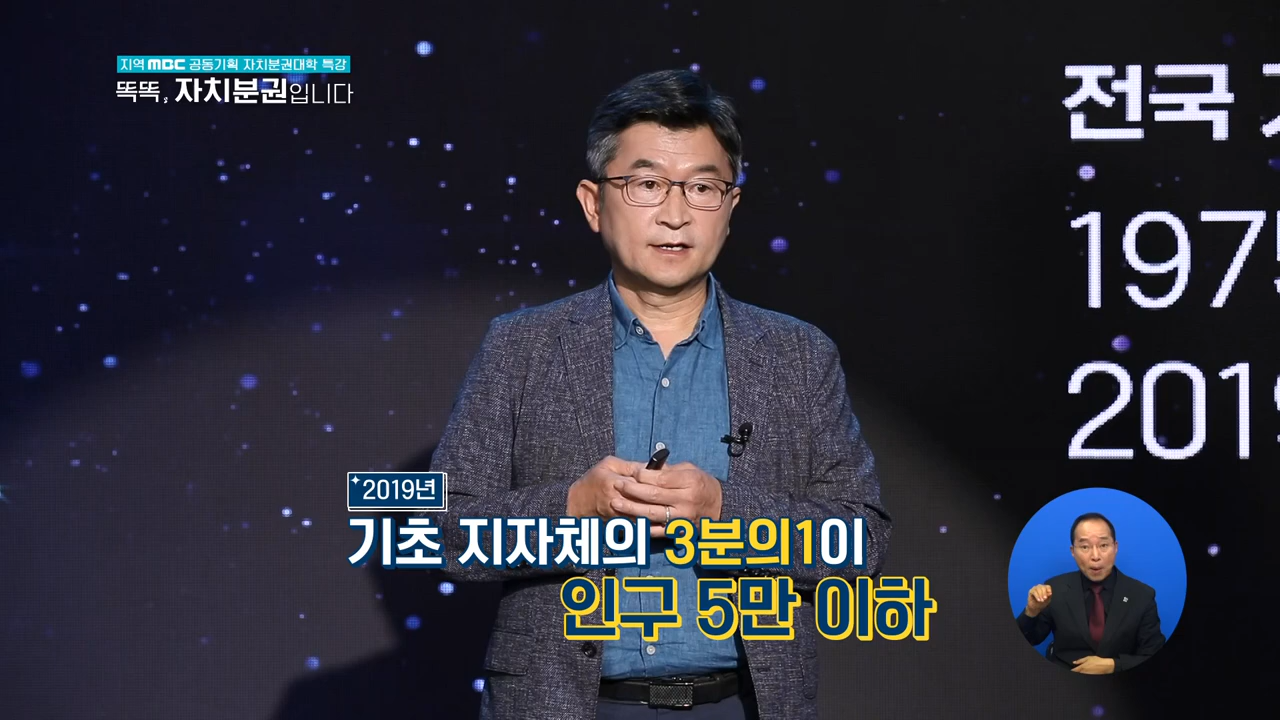 지역 MBC 공동기획 자치분권대학 특강
똑똑, 자치분권입니다
전국
197
2019
2019년
기초 지자체의 3분의1이
인구 5만 이하